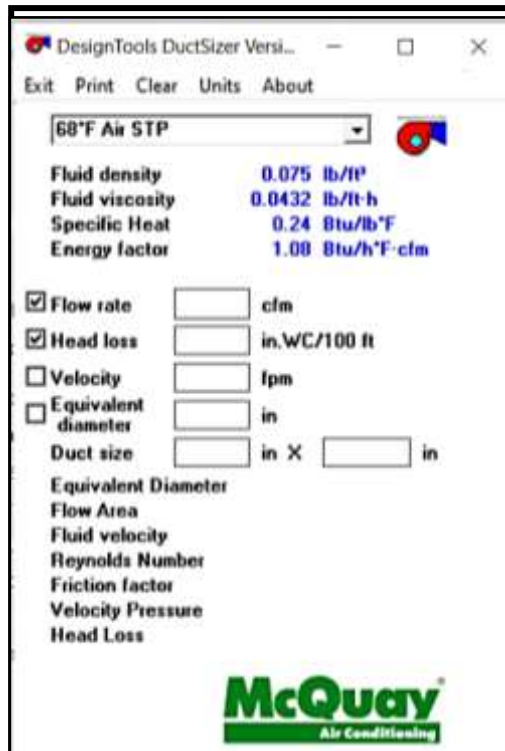 DesignTools DuctSizer Versi...
Exit Print Clear Units About
68°F Air STP
Fluid density 0.075 lb/ft³
Fluid viscosity 0.0432 lb/ft·h
Specific Heat 0.24 Btu/lb°F
Energy factor 1.08 Btu/h°F·cfm
Flow rate cfm
Head loss in.WC/100 ft
Velocity fpm
Equivalent
diameter in
Duct size in X in
Equivalent Diameter
Flow Area
Fluid velocity
Reynolds Number
Friction factor
Velocity Pressure
Head Loss
McQuay
Air Conditioning